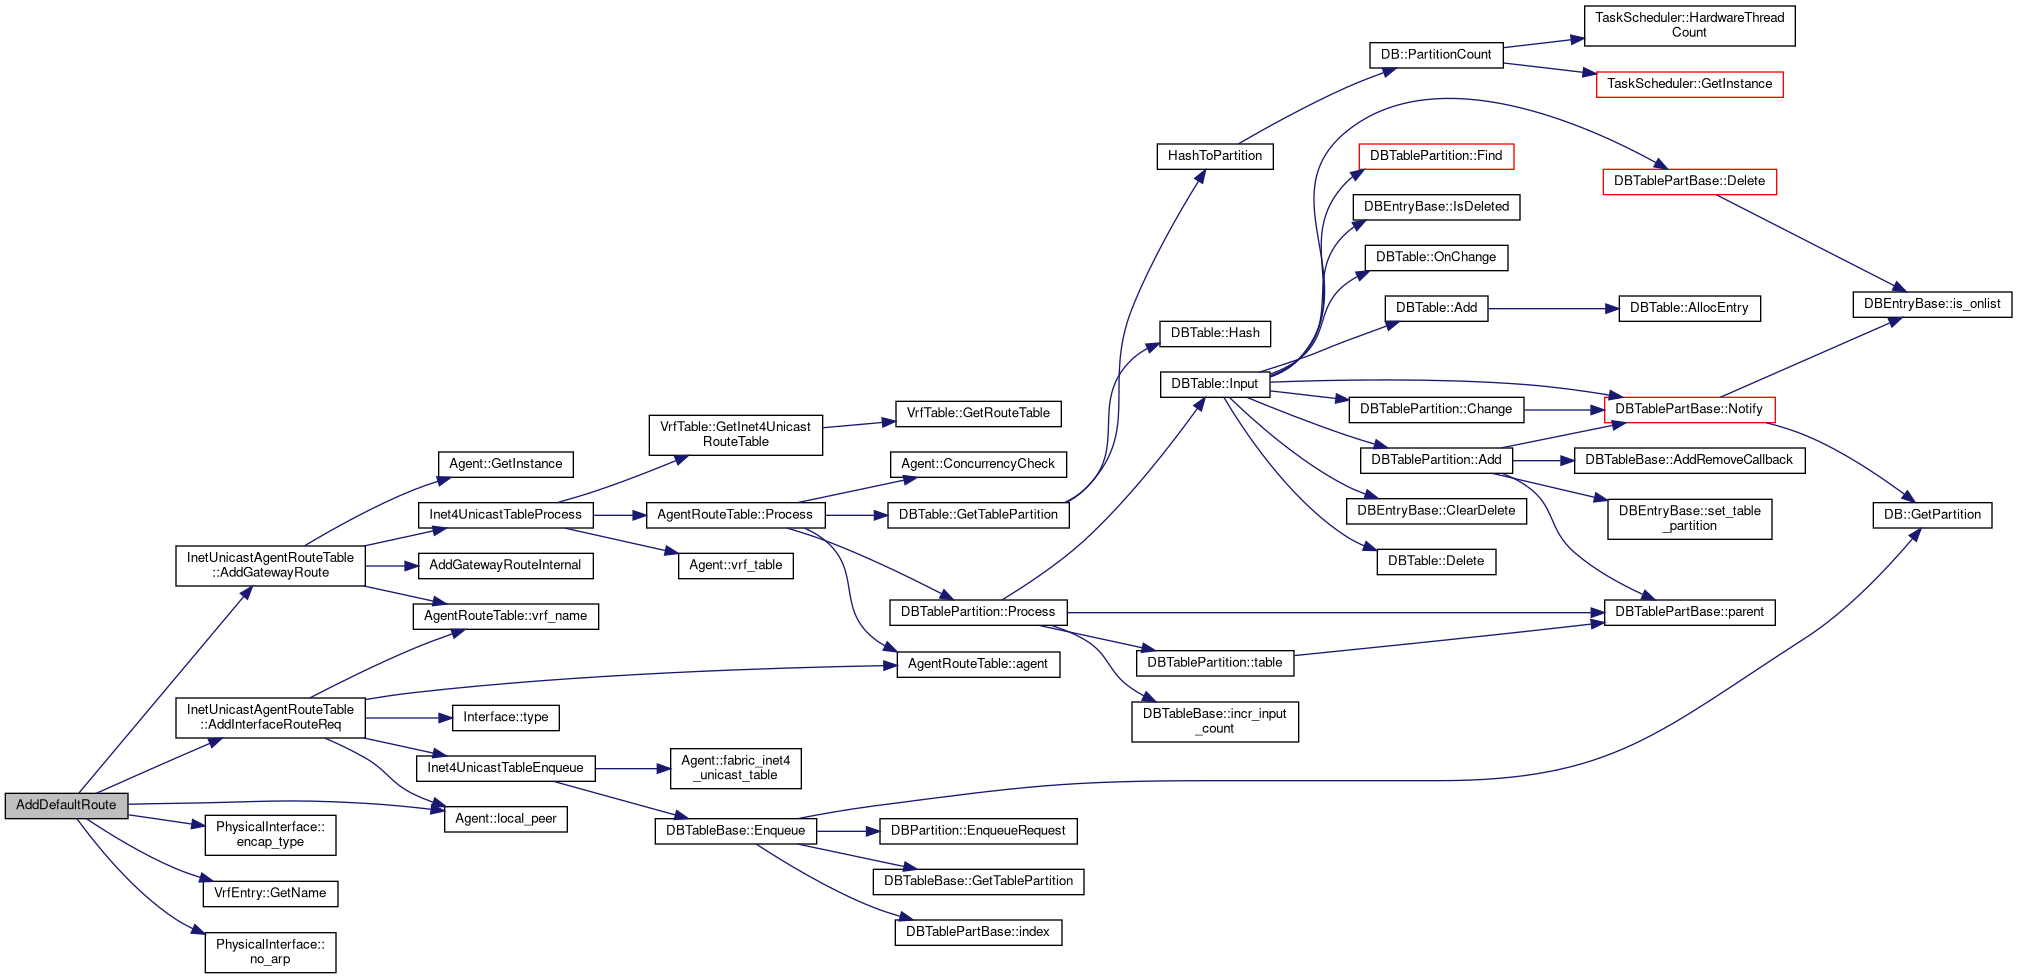 AddDefaultRoute
InetUnicastAgentRouteTable
::AddGatewayRoute
InetUnicastAgentRouteTable
::AddInterfaceRouteReq
PhysicalInterface::
encap_type
VrfEntry::GetName
PhysicalInterface::
no_arp
Agent::GetInstance
Inet4UnicastTableProcess
AddGatewayRouteInternal
AgentRouteTable::vrf_name
Interface::type
Inet4UnicastTableEnqueue
Agent::local_peer
VrfTable::GetInet4Unicast
RouteTable
AgentRouteTable::Process
Agent::vrf_table
Agent::fabric_inet4
_unicast_table
DBTableBase::Enqueue
VrfTable::GetRouteTable
Agent::ConcurrencyCheck
DBTable::GetTablePartition
DBTablePartition::Process
AgentRouteTable::agent
DBPartition::EnqueueRequest
DBTableBase::GetTablePartition
DBTablePartBase::index
HashToPartition
DBTable::Hash
DBTable::Input
DBTablePartition::table
DBTableBase::incr_input
_count
DB::PartitionCount
DBTablePartition::Find
DBEntryBase::IsDeleted
DBTable::OnChange
DBTable::Add
DBTablePartition::Change
DBTablePartition::Add
DBEntryBase::ClearDelete
DBTable::Delete
TaskScheduler::HardwareThread
Count
TaskScheduler::GetInstance
DBTablePartBase::Delete
DBTable::AllocEntry
DBTablePartBase::Notify
DBTableBase::AddRemoveCallback
DBEntryBase::set_table
_partition
DBTablePartBase::parent
DBEntryBase::is_onlist
DB::GetPartition